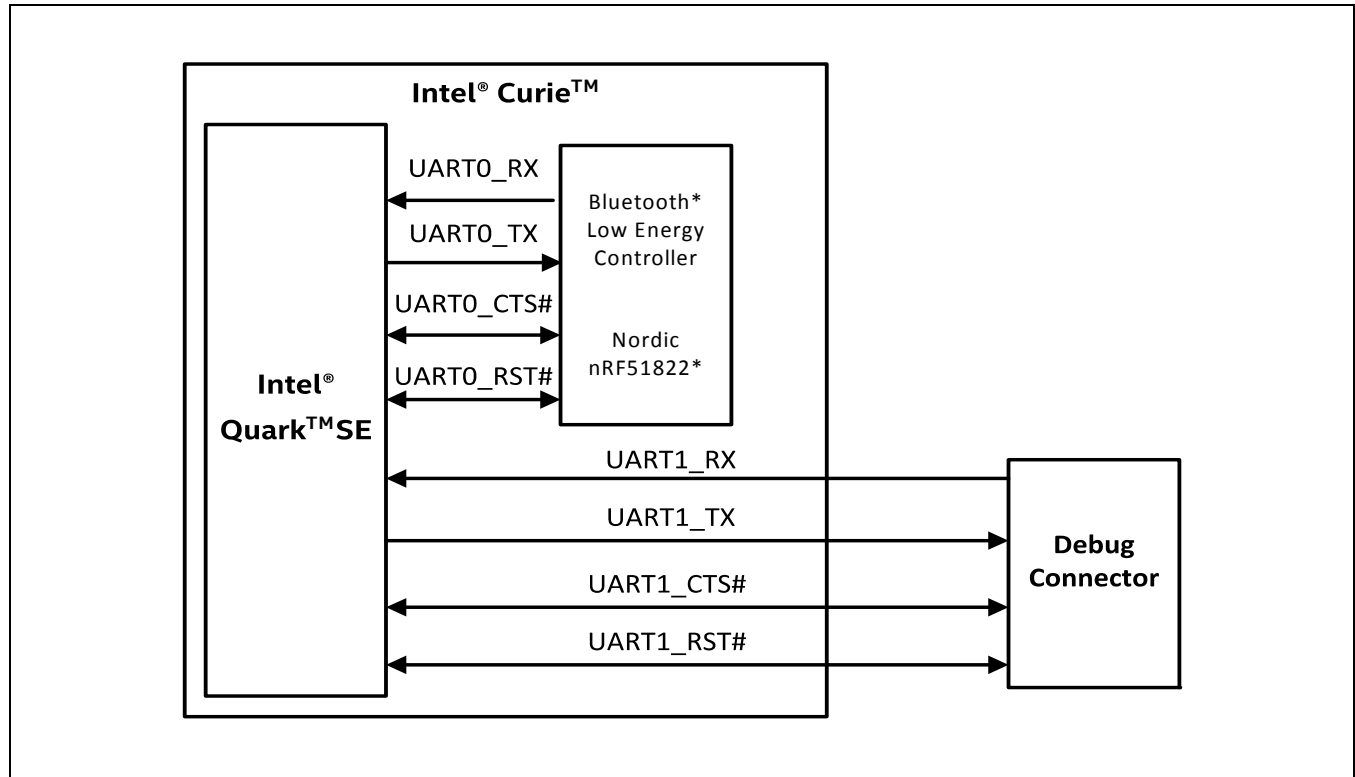 Intel® Curie™
UART0_RX
UART0_TX
UART0_CTS#
UART0_RST#
Bluetooth*
Low Energy
Controller
Nordic
nRF51822*
Intel®
Quark™SE
UART1_RX
UART1_TX
UART1_CTS#
UART1_RST#
Debug
Connector